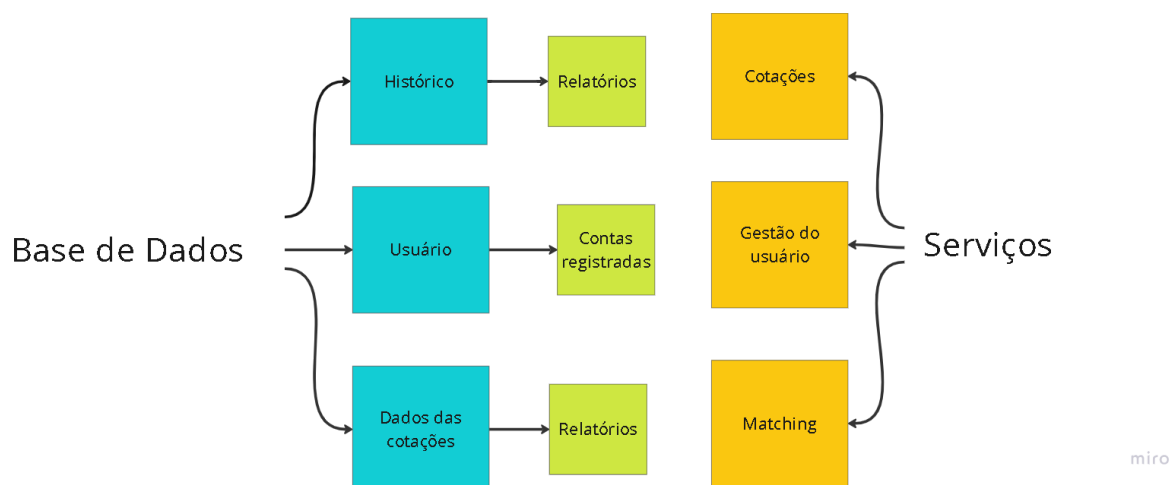 Histórico
Relatórios
Cotações
Base de Dados
Usuário
Contas
registradas
Gestão do
usuário
Serviços
Dados das
cotações
Relatórios
Matching
miro